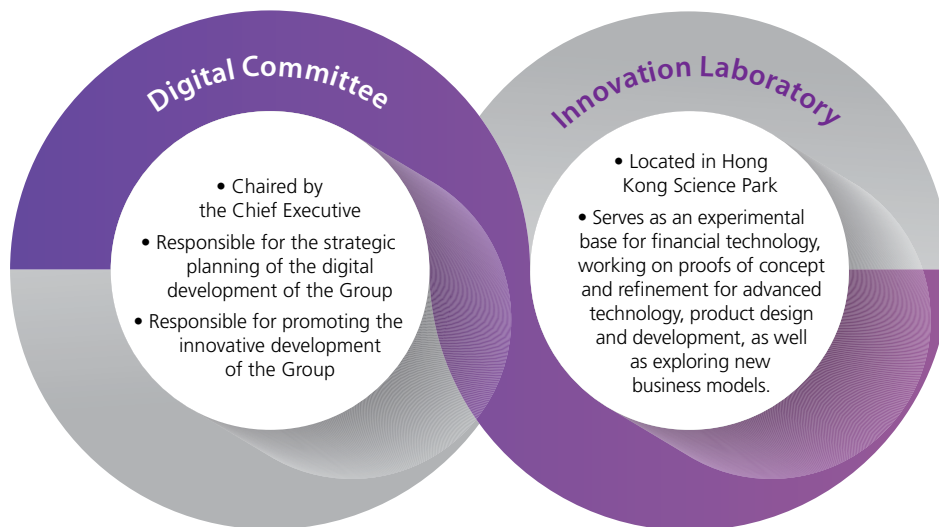 Digital Committee
• Chaired by
the Chief Executive
• Responsible for the strategic
planning of the digital
development of the Group
• Responsible for promoting the
innovative development
of the Group
Innovation Laboratory
• Located in Hong
Kong Science Park
• Serves as an experimental
base for financial technology,
working on proofs of concept
and refinement for advanced
technology, product design
and development, as well
as exploring new
business models.